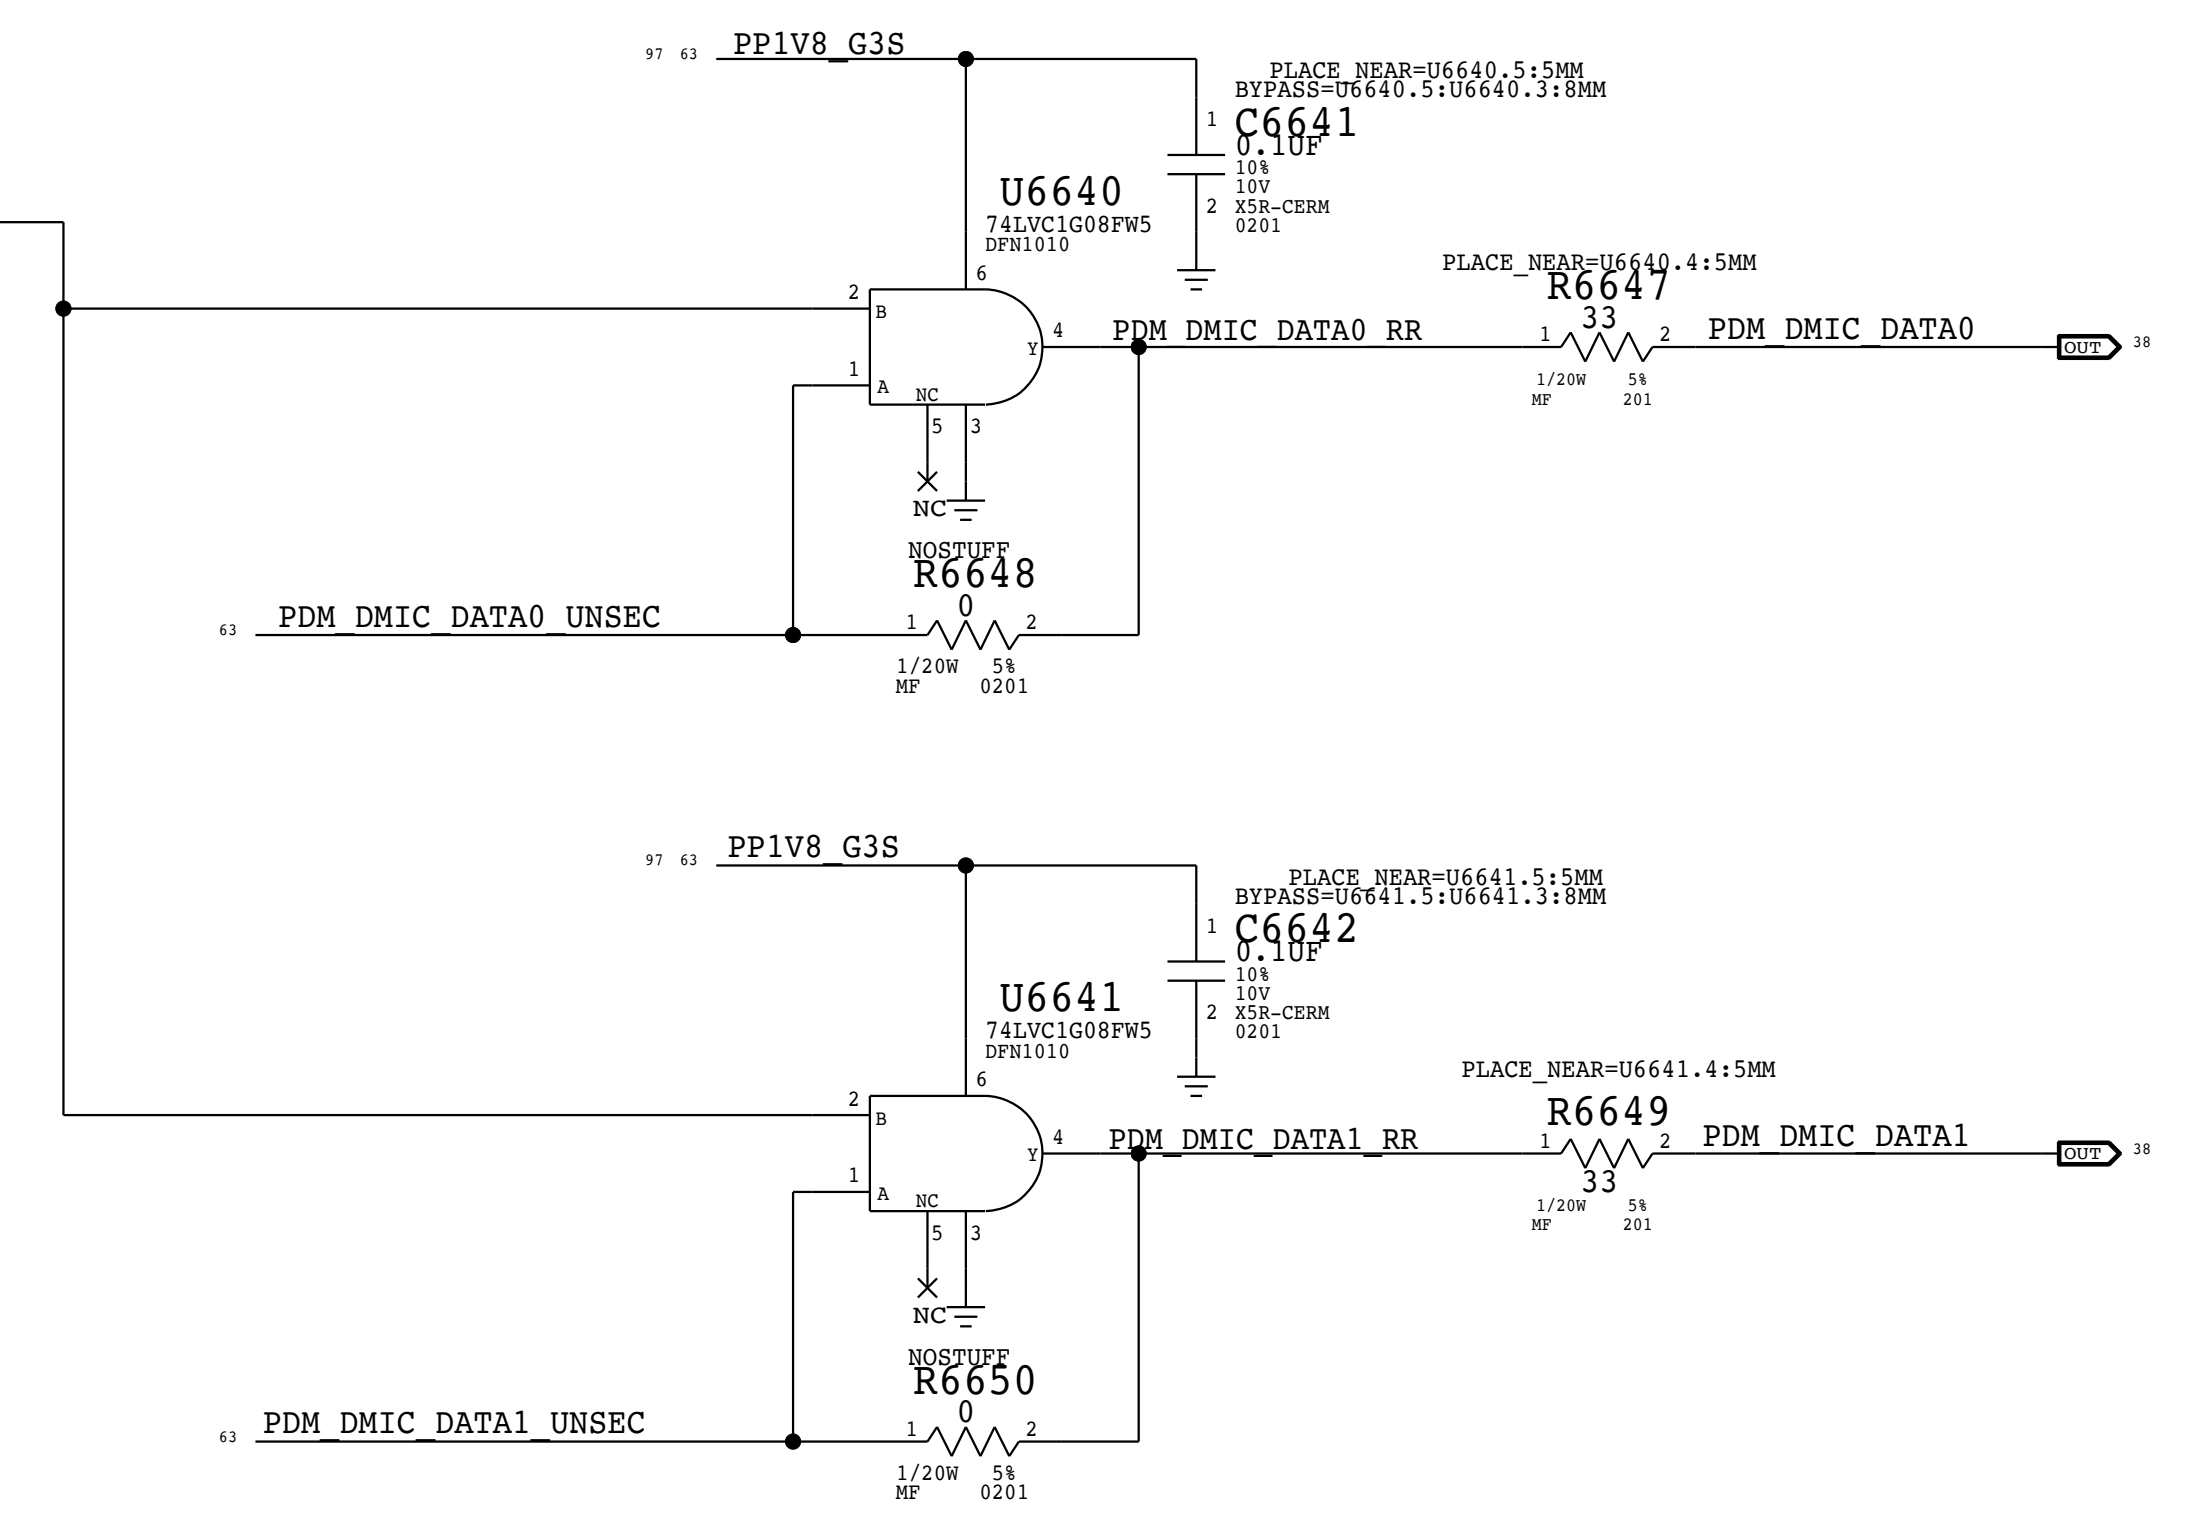 97 63 PP1V8_G3S
PLACE_NEAR=U6640.5:5MM
BYPASS=U6640.5:U6640.3:8MM
1 C6641
0.1UF
10%
10V
2 X5R-CERM
0201
U6640
74LVC1G08FW5
DFN1010
6
2 B
1 A
NC
Y 4
5 3
NC
PDM_DMIC_DATA0_RR
PLACE_NEAR=U6640.4:5MM
R6647
33
1 2
1/20W 5%
MF 201
PDM_DMIC_DATA0
OUT 38
NOSTUFF
R6648
0
63 PDM_DMIC_DATA0_UNSEC
1 2
1/20W 5%
MF 0201
97 63 PP1V8_G3S
PLACE_NEAR=U6641.5:5MM
BYPASS=U6641.5:U6641.3:8MM
1 C6642
0.1UF
10%
10V
2 X5R-CERM
0201
U6641
74LVC1G08FW5
DFN1010
6
2 B
1 A
NC
Y 4
5 3
NC
PDM_DMIC_DATA1_RR
PLACE_NEAR=U6641.4:5MM
R6649
1 2
33
1/20W 5%
MF 201
PDM_DMIC_DATA1
OUT 38
NOSTUFF
R6650
0
63 PDM_DMIC_DATA1_UNSEC
1 2
1/20W 5%
MF 0201